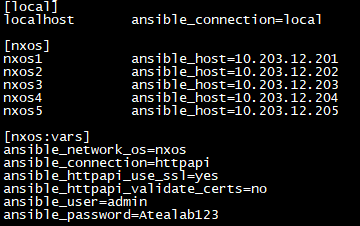 [local]
localhost ansible_connection=local
[nxos]
nxos1 ansible_host=10.203.12.201
nxos2 ansible_host=10.203.12.202
nxos3 ansible_host=10.203.12.203
nxos4 ansible_host=10.203.12.204
nxos5 ansible_host=10.203.12.205
[nxos:vars]
ansible_network_os=nxos
ansible_connection=httpapi
ansible_httpapi_use_ssl=yes
ansible_httpapi_validate_certs=no
ansible_user=admin
ansible_password=Atealab123